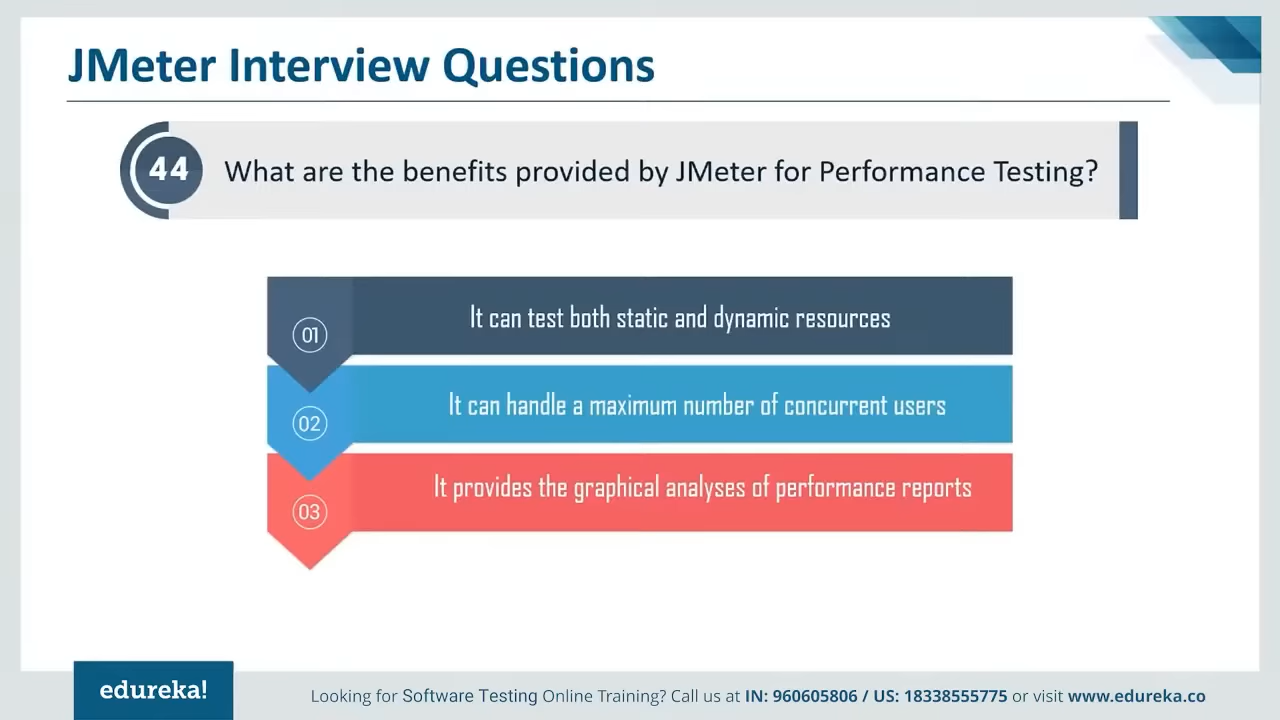 JMeter Interview Questions
44
What are the benefits provided by JMeter for Performance Testing?
01
It can test both static and dynamic resources
02
It can handle a maximum number of concurrent users
03
It provides the graphical analyses of performance reports
edureka!
Looking for Software Testing Online Training? Call us at IN: 960605806 / US: 18338555775 or visit www.edureka.co